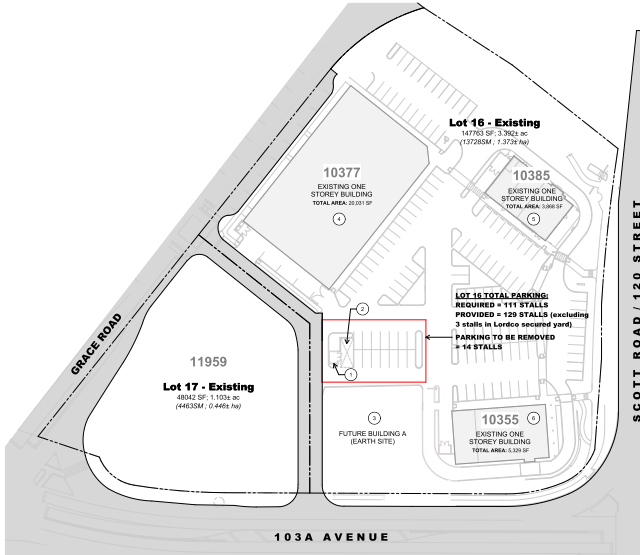 Lot 16 - Existing
147763 SF; 3.392± ac
(13728SM ; 1.373± ha)
10377
EXISTING ONE
STOREY BUILDING
TOTAL AREA: 20,031 SF
4
10385
EXISTING ONE
STOREY BUILDING
TOTAL AREA: 3,868 SF
5
SCOTT ROAD / 120 STREET
GRACE ROAD
LOT 16 TOTAL PARKING:
REQUIRED = 111 STALLS
PROVIDED = 129 STALLS (excluding
3 stalls in Lordco secured yard)
PARKING TO BE REMOVED
= 14 STALLS
2
1
11959
Lot 17 - Existing
48042 SF; 1.103± ac
(4463SM ; 0.446± ha)
3
FUTURE BUILDING A
(EARTH SITE)
10355
6
EXISTING ONE
STOREY BUILDING
TOTAL AREA: 5,329 SF
103A AVENUE